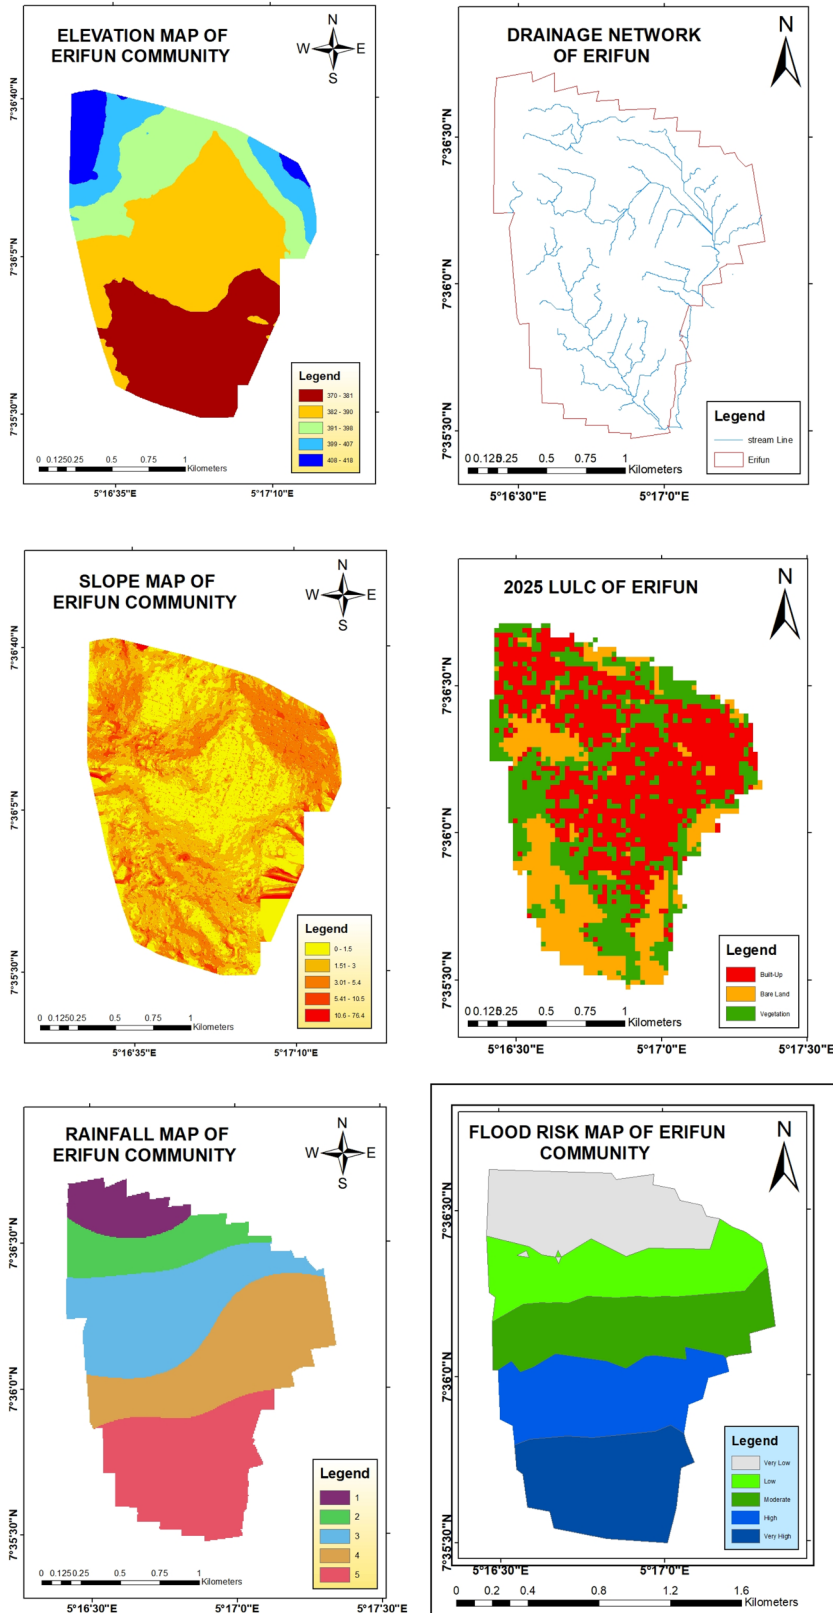 ELEVATION MAP OF
ERIFUN COMMUNITY
N
W E
S
7°36'40"N
7°36'5"N
7°35'30"N
Legend
370 - 381
382 - 390
391 - 398
399 - 407
408 - 418
0 0.1250.25 0.5 0.75 1
Kilometers
5°16'35"E 5°17'10"E
DRAINAGE NETWORK
OF ERIFUN
N
7°36'30"N
7°36'0"N
7°35'30"N
Legend
stream Line
Erifun
0 0.1250.25 0.5 0.75 1
Kilometers
5°16'30"E 5°17'0"E
SLOPE MAP OF
ERIFUN COMMUNITY
N
W E
S
7°36'40"N
7°36'5"N
7°35'30"N
Legend
0 - 1.5
1.51 - 3
3.01 - 5.4
5.41 - 10.5
10.6 - 76.4
0 0.1250.25 0.5 0.75 1
Kilometers
5°16'35"E 5°17'10"E
2025 LULC OF ERIFUN
N
7°36'30"N
7°36'0"N
7°35'30"N
Legend
Built-Up
Bare Land
Vegetation
0 0.1250.25 0.5 0.75 1
Kilometers
5°16'30"E 5°17'0"E 5°17'30"E
RAINFALL MAP OF
ERIFUN COMMUNITY
N
W E
S
7°36'30"N
7°36'0"N
7°35'30"N
Legend
1
2
3
4
5
0 0.1250.25 0.5 0.75 1
Kilometers
5°16'30"E 5°17'0"E 5°17'30"E
FLOOD RISK MAP OF ERIFUN
COMMUNITY
N
7°36'30"N
7°36'0"N
7°35'30"N
Legend
Very Low
Low
Moderate
High
Very High
5°16'30"E 5°17'0"E
0 0.2 0.4 0.8 1.2 1.6
Kilometers